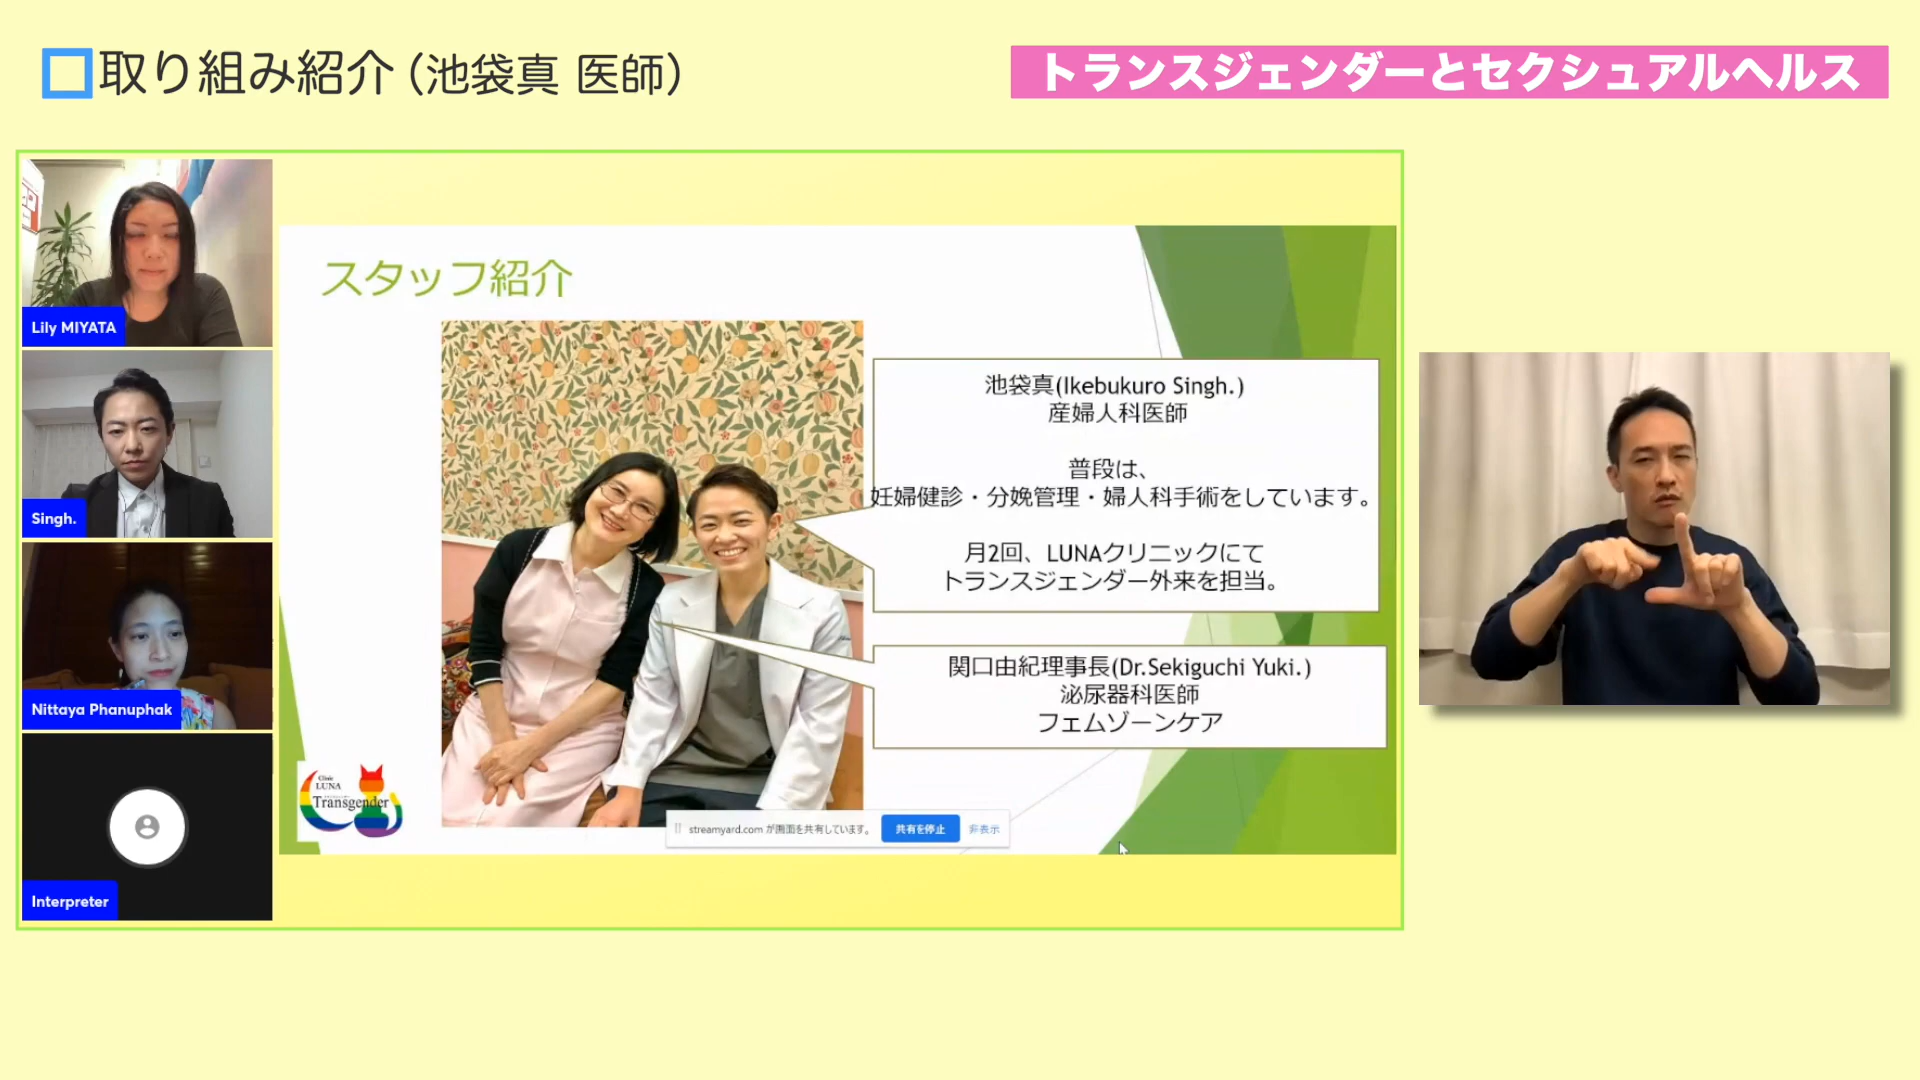 取り組み紹介(池袋真 医師)
トランスジェンダーとセクシュアルヘルス
Lily MIYATA
Singh.
Nittaya Phanuphak
Interpreter
スタッフ紹介
池袋真(Ikebukuro Singh.)
産婦人科医師
普段は、
妊婦健診・分娩管理・婦人科手術をしています。
月2回、LUNAクリニックにて
トランスジェンダー外来を担当。
関口由紀理事長(Dr.Sekiguchi Yuki.)
泌尿器科医師
フェムゾーンケア
Clinic
LUNA
Transgender
streamyard.com が画面を共有しています。
共有を停止
非表示